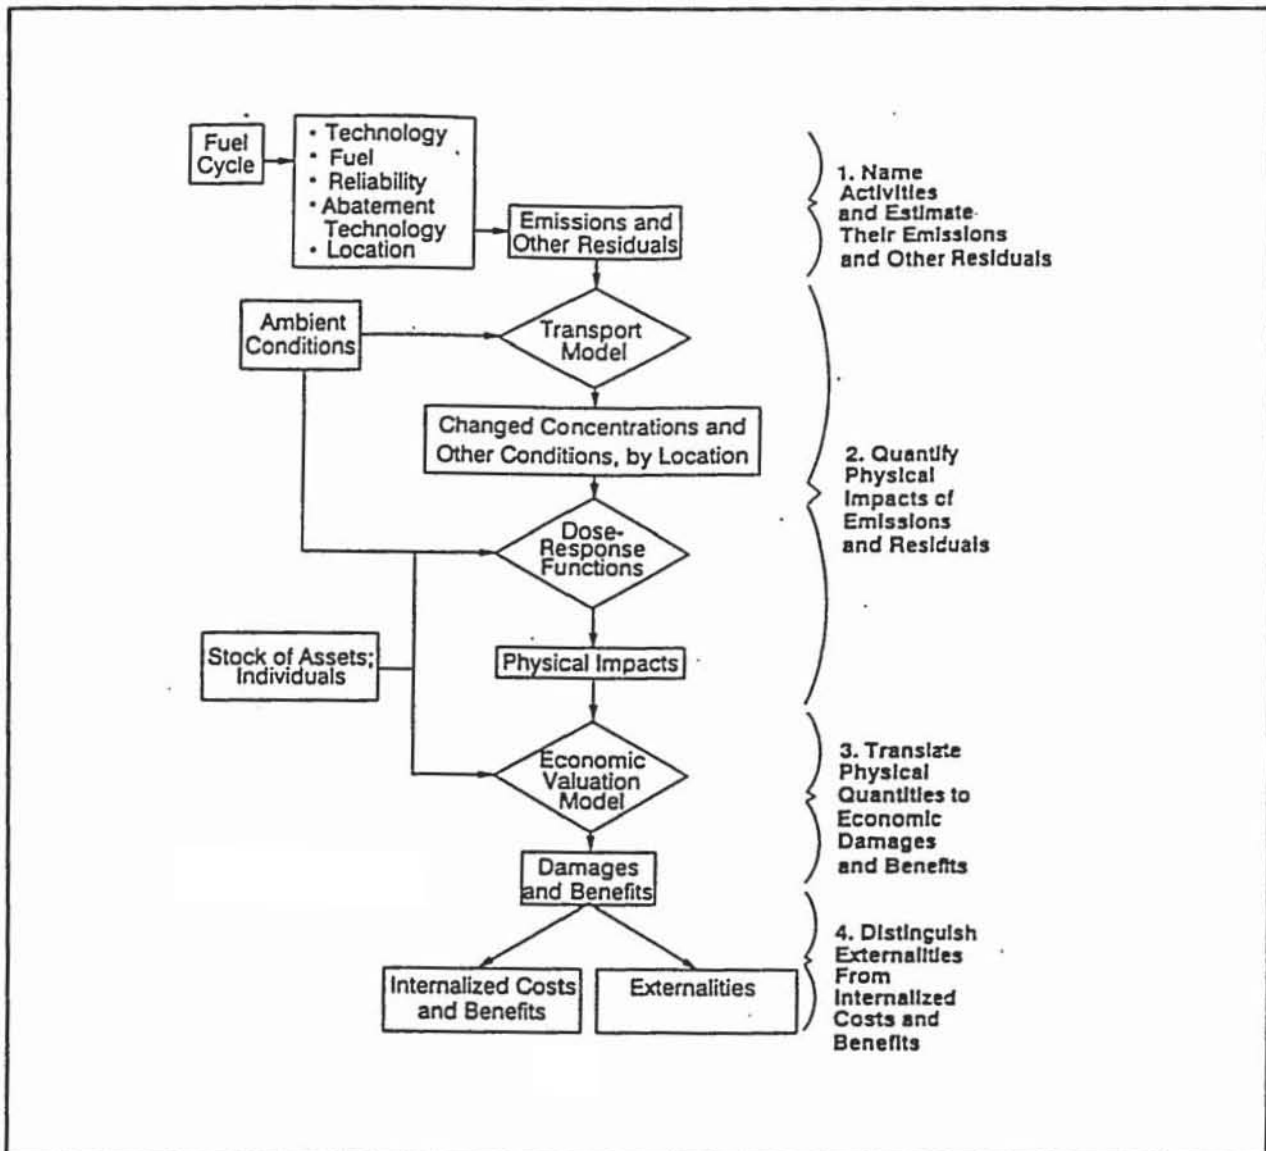 Fuel
Cycle
• Technology
• Fuel
• Reliability
• Abatement
Technology
• Location
Emissions and
Other Residuals
1. Name
Activities
and Estimate
Their Emissions
and Other Residuals
Ambient
Conditions
Transport
Model
Changed Concentrations and
Other Conditions, by Location
Dose-
Response
Functions
2. Quantify
Physical
Impacts of
Emissions
and Residuals
Stock of Assets;
Individuals
Physical Impacts
Economic
Valuation
Model
3. Translate
Physical
Quantities to
Economic
Damages
and Benefits
Damages
and Benefits
Internalized Costs
and Benefits
Externalities
4. Distinguish
Externalities
From
Internalized
Costs and
Benefits